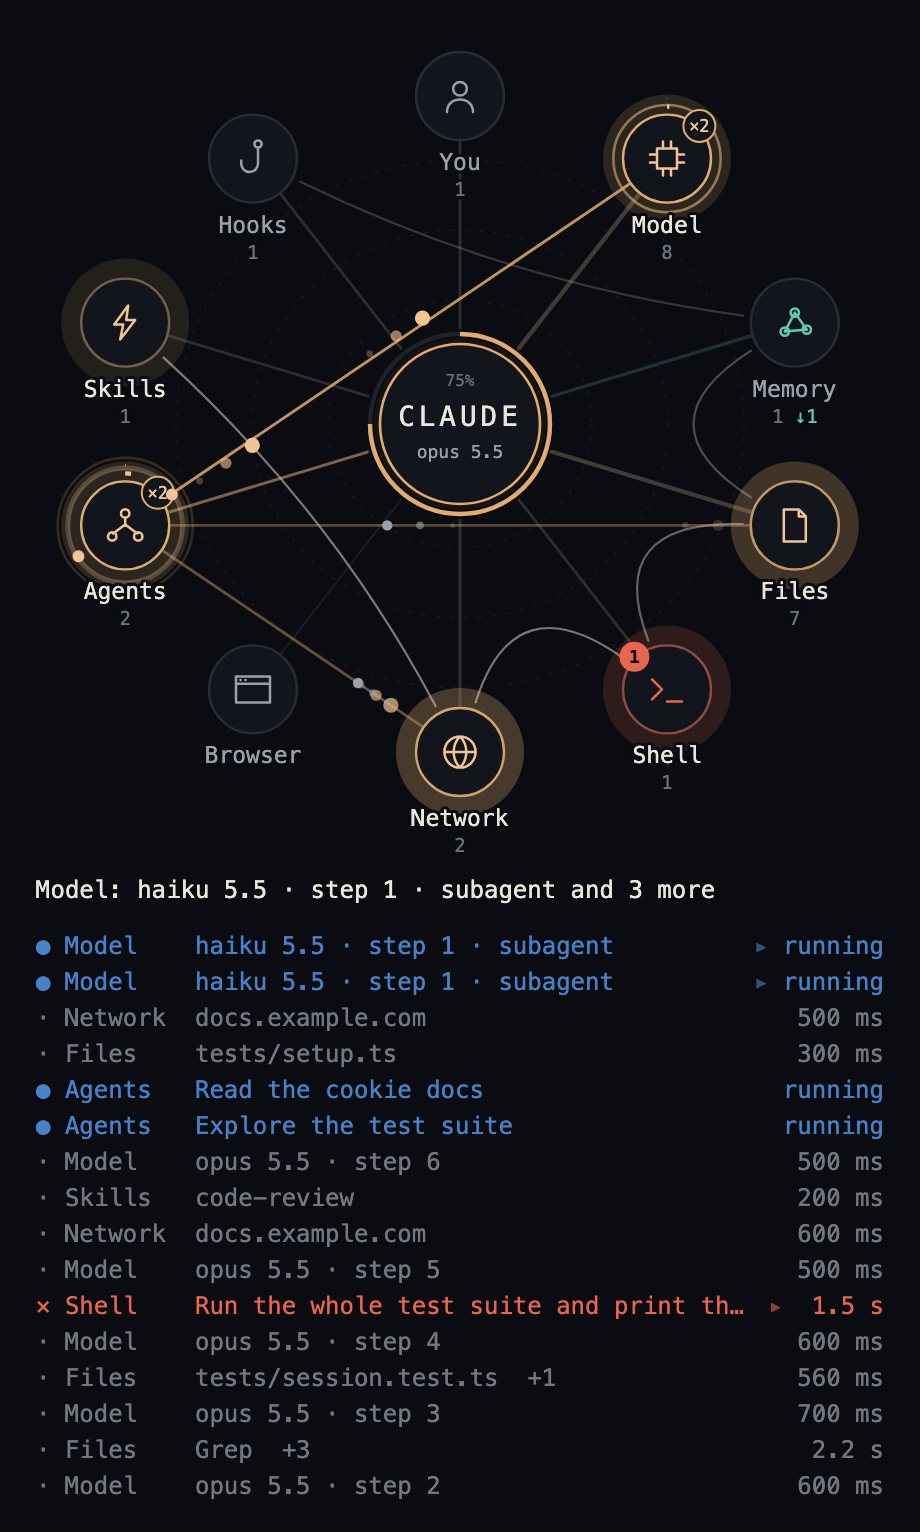 You
1
×2
Hooks
1
Model
8
Skills
1
75%
CLAUDE
opus 5.5
Memory
1 ↓1
×2
Agents
2
Files
7
1
Browser
Shell
1
Network
2
Model: haiku 5.5 · step 1 · subagent and 3 more
● Model haiku 5.5 · step 1 · subagent ▸ running
● Model haiku 5.5 · step 1 · subagent ▸ running
· Network docs.example.com 500 ms
· Files tests/setup.ts 300 ms
● Agents Read the cookie docs running
● Agents Explore the test suite running
· Model opus 5.5 · step 6 500 ms
· Skills code-review 200 ms
· Network docs.example.com 600 ms
· Model opus 5.5 · step 5 500 ms
× Shell Run the whole test suite and print th… ▸ 1.5 s
· Model opus 5.5 · step 4 600 ms
· Files tests/session.test.ts +1 560 ms
· Model opus 5.5 · step 3 700 ms
· Files Grep +3 2.2 s
· Model opus 5.5 · step 2 600 ms